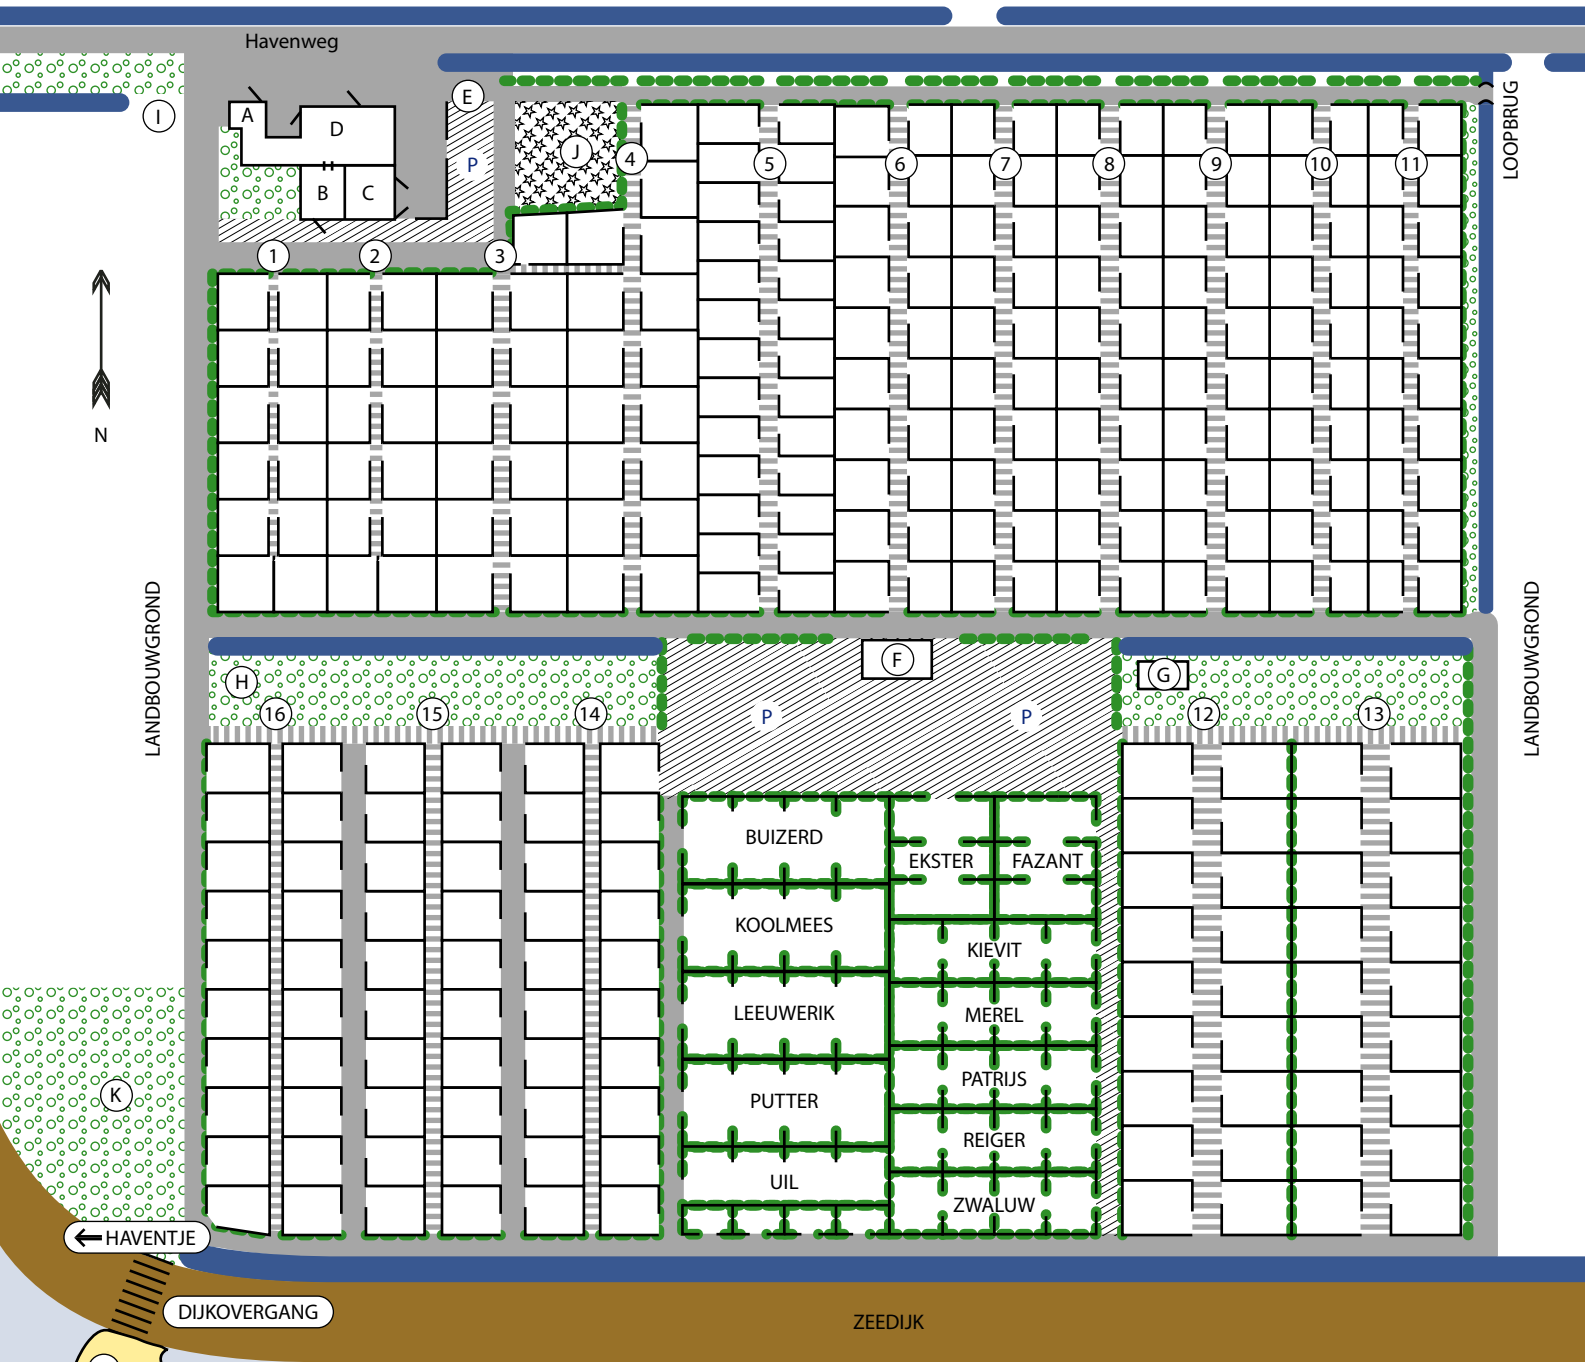 Havenweg
E
I
A
D
LOOPBRUG
P
J
4
5
6
7
8
9
10
11
B
C
1
2
3
N
LANDBOUWGROND
LANDBOUWGROND
F
G
H
16
15
14
P
P
12
13
BUIZERD
EKSTER
FAZANT
KOOLMEES
KIEVIT
LEEUWERIK
MEREL
PATRIJS
K
PUTTER
REIGER
UIL
ZWALUW
HAVENTJE
DIJKOVERGANG
ZEEDIJK